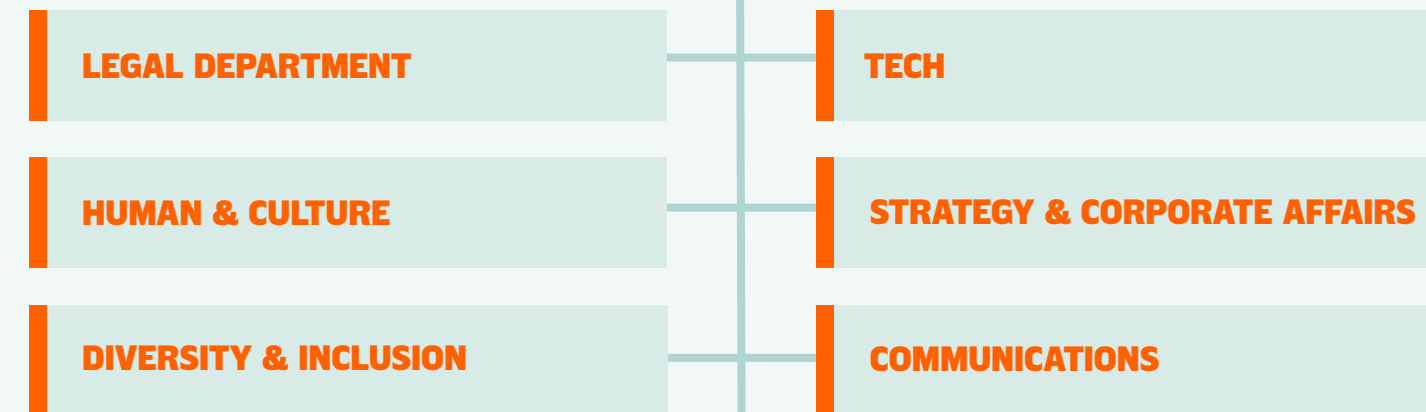 LEGAL DEPARTMENT
TECH
HUMAN & CULTURE
STRATEGY & CORPORATE AFFAIRS
DIVERSITY & INCLUSION
COMMUNICATIONS